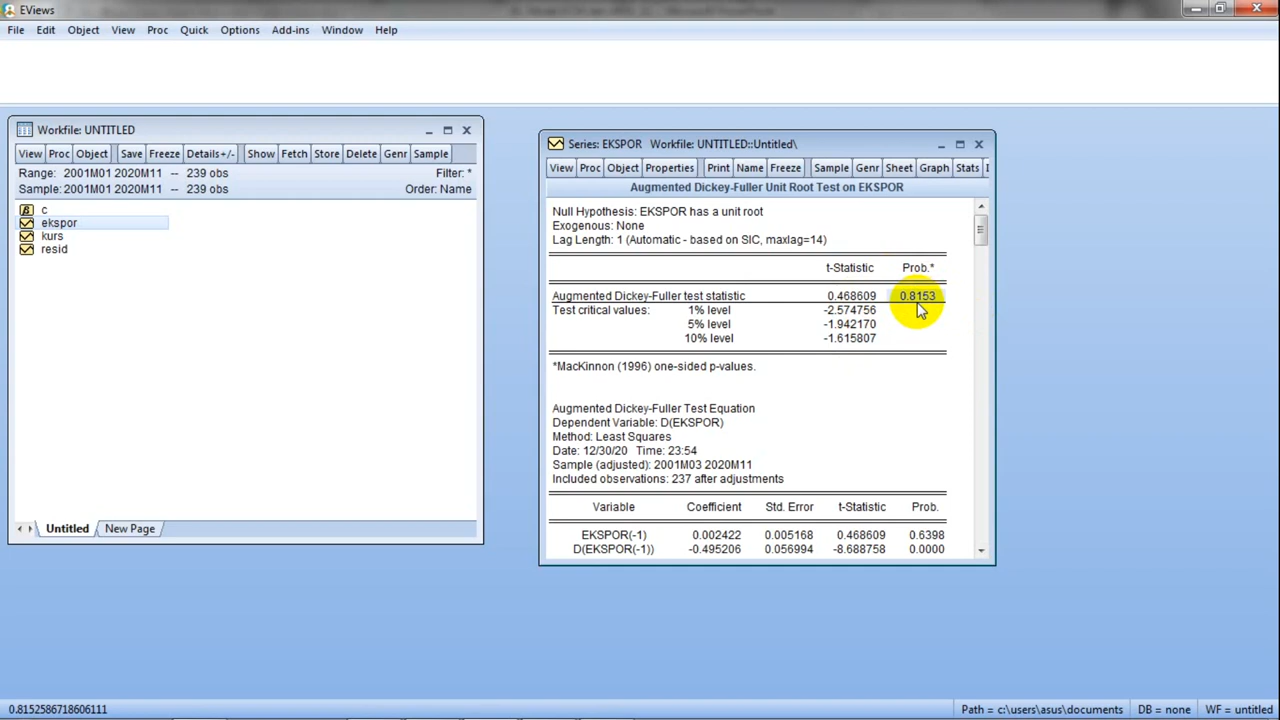 EViews
File Edit Object View Proc Quick Options Add-ins Window Help
Workfile: UNTITLED
View Proc Object Save Freeze Details+/- Show Fetch Store Delete Genr Sample
Range: 2001M01 2020M11 -- 239 obs Filter: *
Sample: 2001M01 2020M11 -- 239 obs Order: Name
c
ekspor
kurs
resid
Untitled New Page
Series: EKSPOR Workfile: UNTITLED::Untitled\
View Proc Object Properties Print Name Freeze Sample Genr Sheet Graph Stats
Augmented Dickey-Fuller Unit Root Test on EKSPOR
Null Hypothesis: EKSPOR has a unit root
Exogenous: None
Lag Length: 1 (Automatic - based on SIC, maxlag=14)
t-Statistic Prob.*
Augmented Dickey-Fuller test statistic 0.468609 0.8153
Test critical values: 1% level -2.574756
5% level -1.942170
10% level -1.615807
*MacKinnon (1996) one-sided p-values.
Augmented Dickey-Fuller Test Equation
Dependent Variable: D(EKSPOR)
Method: Least Squares
Date: 12/30/20 Time: 23:54
Sample (adjusted): 2001M03 2020M11
Included observations: 237 after adjustments
Variable Coefficient Std. Error t-Statistic Prob.
EKSPOR(-1) 0.002422 0.005168 0.468609 0.6398
D(EKSPOR(-1)) -0.495206 0.056994 -8.688758 0.0000
0.8152586718606111 Path = c:\users\asus\documents DB = none WF = untitled